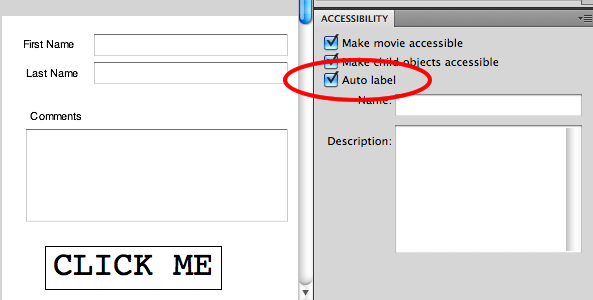 First Name
Last Name
Comments
CLICK ME
ACCESSIBILITY
Make movie accessible
Make child objects accessible
Auto label
Name:
Description: